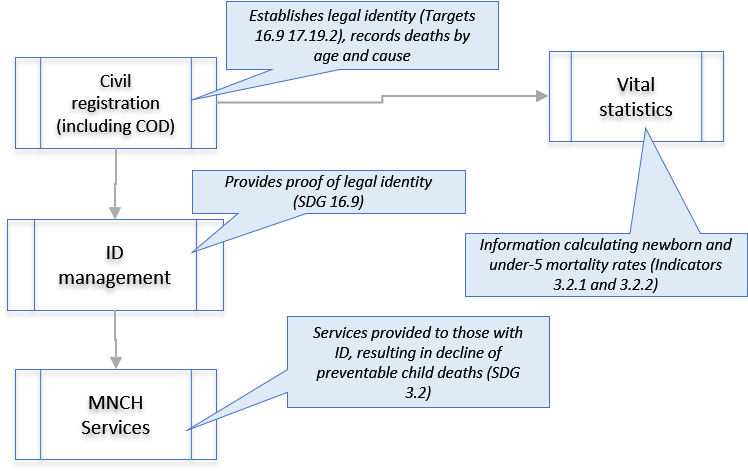 Establishes legal identity (Targets
16.9 17.19.2), records deaths by
age and cause
Civil
registration
(including COD)
Vital
statistics
Provides proof of legal identity
(SDG 16.9)
ID
management
Information calculating newborn and
under-5 mortality rates (Indicators
3.2.1 and 3.2.2)
Services provided to those with
ID, resulting in decline of
preventable child deaths (SDG
3.2)
MNCH
Services